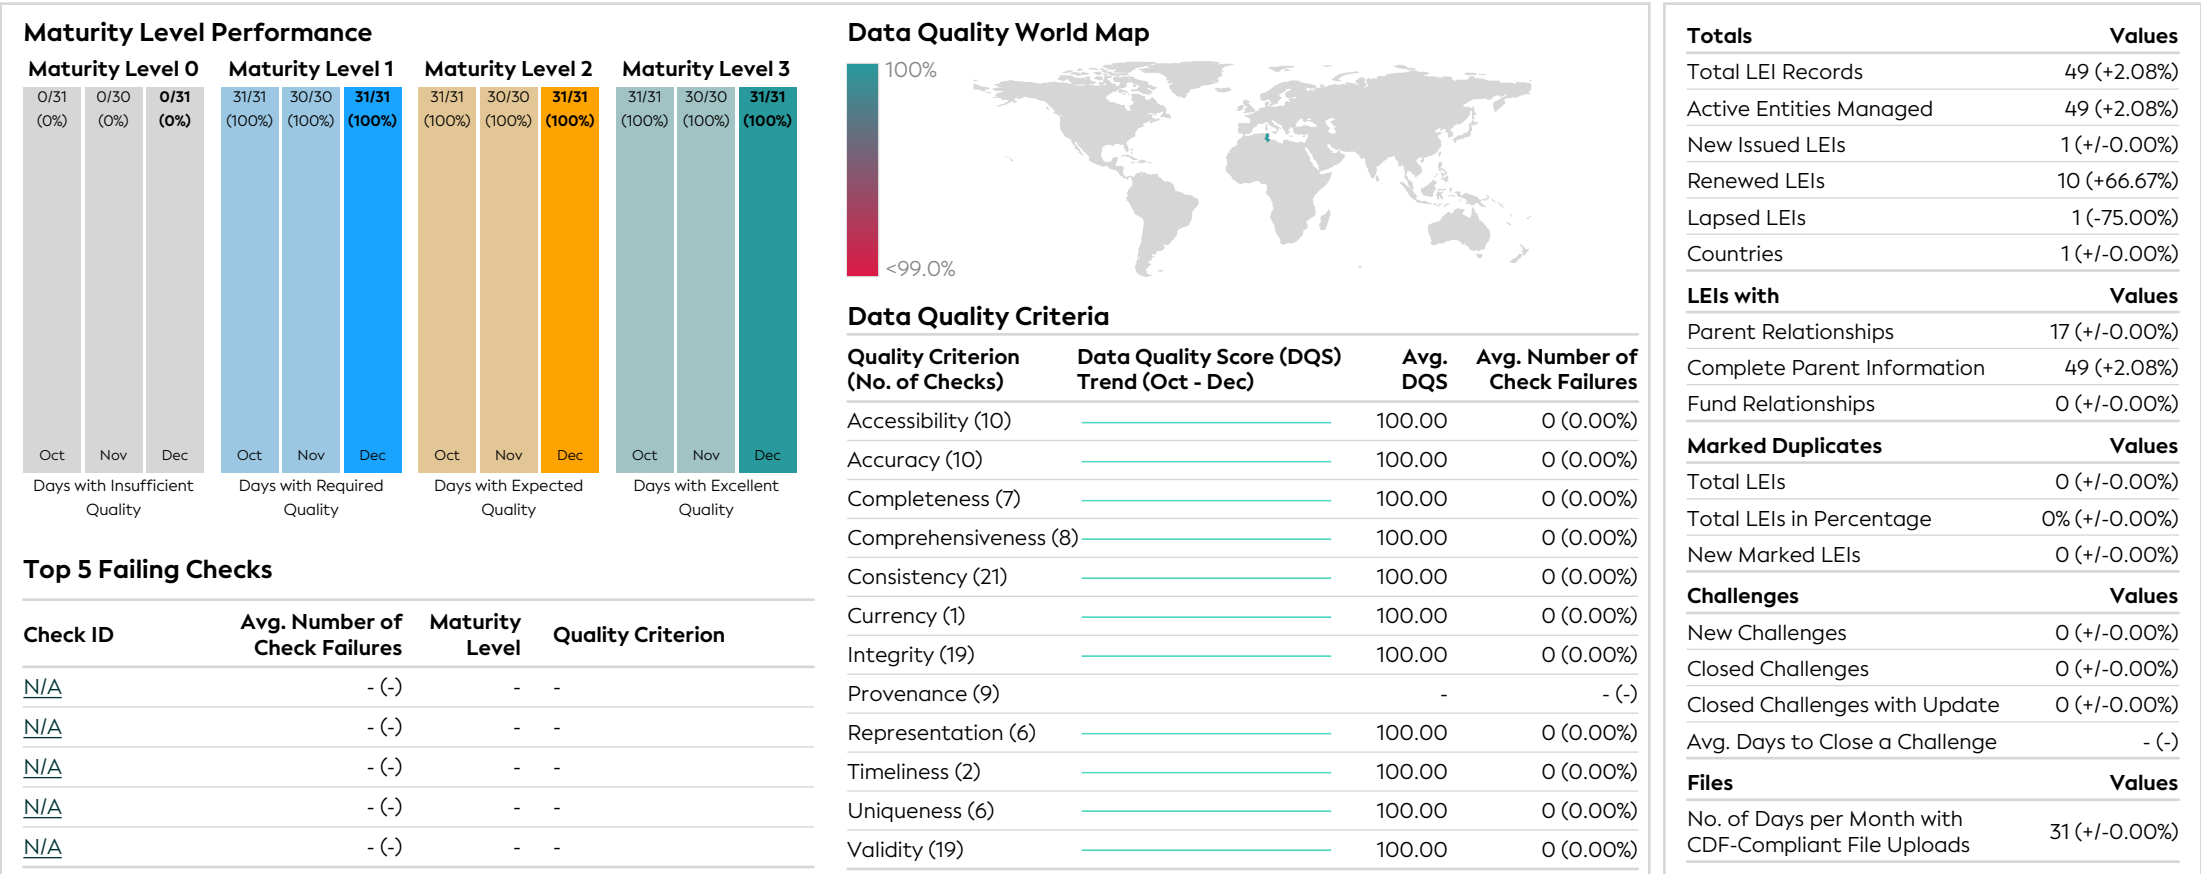 Maturity Level Performance
Maturity Level 0 Maturity Level 1 Maturity Level 2 Maturity Level 3
0/31 0/30 0/31 31/31 30/30 31/31 31/31 30/30 31/31 31/31 30/30 31/31
(0%) (0%) (0%) (100%) (100%) (100%) (100%) (100%) (100%) (100%) (100%) (100%)
Oct Nov Dec Oct Nov Dec Oct Nov Dec Oct Nov Dec
Days with Insufficient Days with Required Days with Expected Days with Excellent
Quality Quality Quality Quality
Top 5 Failing Checks
Check ID Avg. Number of Check Failures Maturity Level Quality Criterion
N/A - (-) - -
N/A - (-) - -
N/A - (-) - -
N/A - (-) - -
N/A - (-) - -
Data Quality World Map
100%
<99.0%
Data Quality Criteria
Quality Criterion Data Quality Score (DQS) Avg. Avg. Number of
(No. of Checks) Trend (Oct - Dec) DQS Check Failures
Accessibility (10) 100.00 0 (0.00%)
Accuracy (10) 100.00 0 (0.00%)
Completeness (7) 100.00 0 (0.00%)
Comprehensiveness (8) 100.00 0 (0.00%)
Consistency (21) 100.00 0 (0.00%)
Currency (1) 100.00 0 (0.00%)
Integrity (19) 100.00 0 (0.00%)
Provenance (9) - - (-)
Representation (6) 100.00 0 (0.00%)
Timeliness (2) 100.00 0 (0.00%)
Uniqueness (6) 100.00 0 (0.00%)
Validity (19) 100.00 0 (0.00%)
Totals Values
Total LEI Records 49 (+2.08%)
Active Entities Managed 49 (+2.08%)
New Issued LEIs 1 (+/-0.00%)
Renewed LEIs 10 (+66.67%)
Lapsed LEIs 1 (-75.00%)
Countries 1 (+/-0.00%)
LEIs with Values
Parent Relationships 17 (+/-0.00%)
Complete Parent Information 49 (+2.08%)
Fund Relationships 0 (+/-0.00%)
Marked Duplicates Values
Total LEIs 0 (+/-0.00%)
Total LEIs in Percentage 0% (+/-0.00%)
New Marked LEIs 0 (+/-0.00%)
Challenges Values
New Challenges 0 (+/-0.00%)
Closed Challenges 0 (+/-0.00%)
Closed Challenges with Update 0 (+/-0.00%)
Avg. Days to Close a Challenge - (-)
Files Values
No. of Days per Month with
CDF-Compliant File Uploads 31 (+/-0.00%)